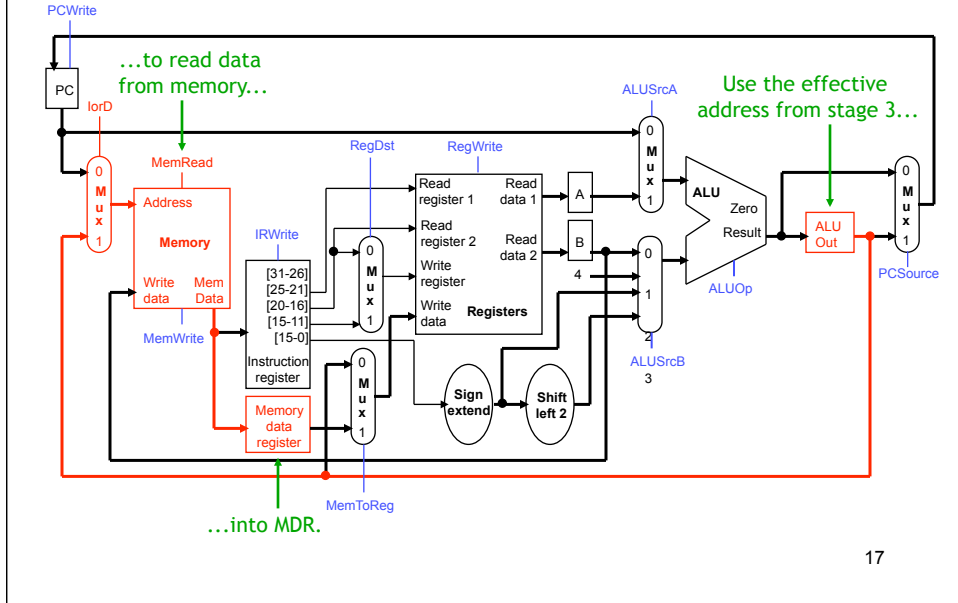 PCWrite
...to read data
from memory...
Use the effective
address from stage 3...
PC
IorD
ALUSrcA
MemRead
RegDst
RegWrite
0
M
u
x
1
Address
Memory
Write
data
Mem
Data
MemWrite
IRWrite
[31-26]
[25-21]
[20-16]
[15-11]
[15-0]
Instruction
register
Memory
data
register
0
M
u
x
1
0
M
u
x
1
MemToReg
Read
register 1
Read
data 1
Read
register 2
Read
data 2
Write
register
Write
data
Registers
A
B
4
0
M
u
x
1
0
M
u
x
1
2
ALUSrcB
3
Sign
extend
Shift
left 2
ALU
Zero
Result
ALUOp
ALU
Out
0
M
u
x
1
PCSource
...into MDR.
17